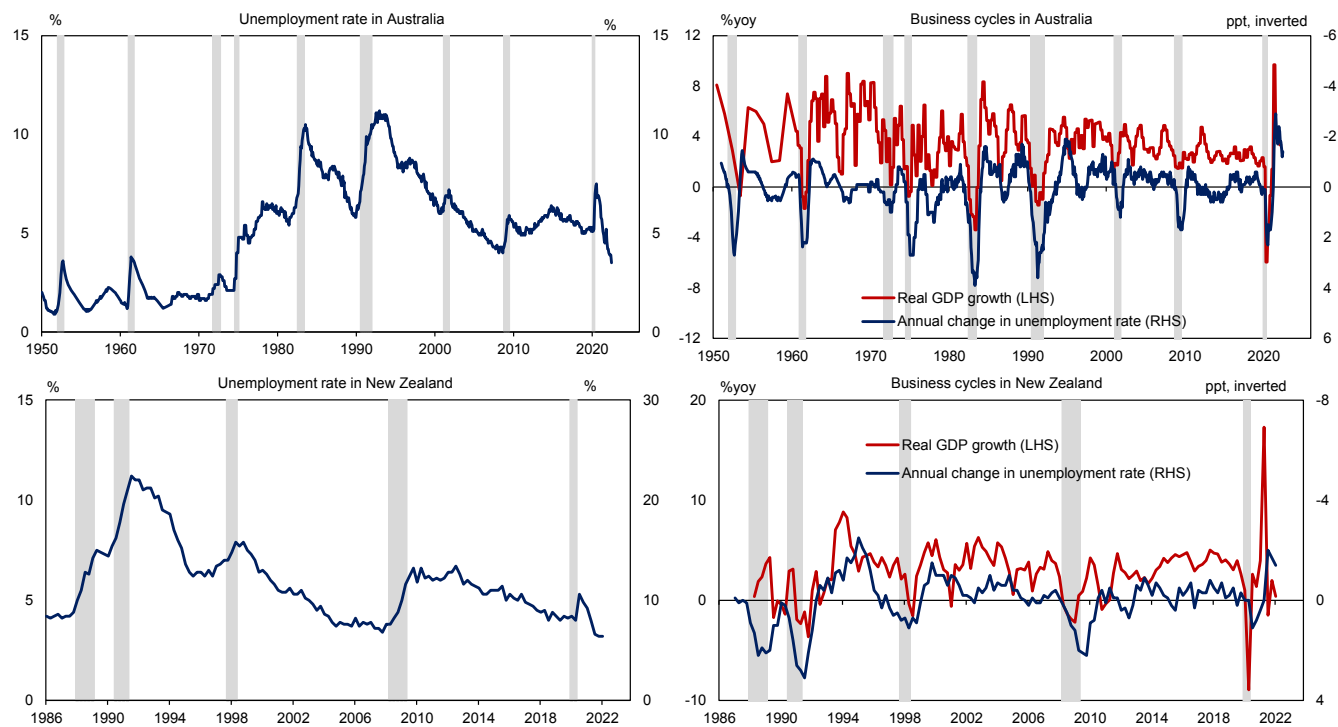 Unemployment rate in Australia
%
%
15
10
5
0
15
10
5
0
1950 1960 1970 1980 1990 2000 2010 2020
Business cycles in Australia
%yoy
ppt, inverted
12
8
4
0
-4
-8
-12
-6
-4
-2
0
2
4
6
Real GDP growth (LHS)
Annual change in unemployment rate (RHS)
1950 1960 1970 1980 1990 2000 2010 2020
Unemployment rate in New Zealand
%
%
15
10
5
0
30
20
10
0
1986 1990 1994 1998 2002 2006 2010 2014 2018 2022
Business cycles in New Zealand
%yoy
ppt, inverted
20
10
0
-10
-8
-4
0
4
Real GDP growth (LHS)
Annual change in unemployment rate (RHS)
1986 1990 1994 1998 2002 2006 2010 2014 2018 2022